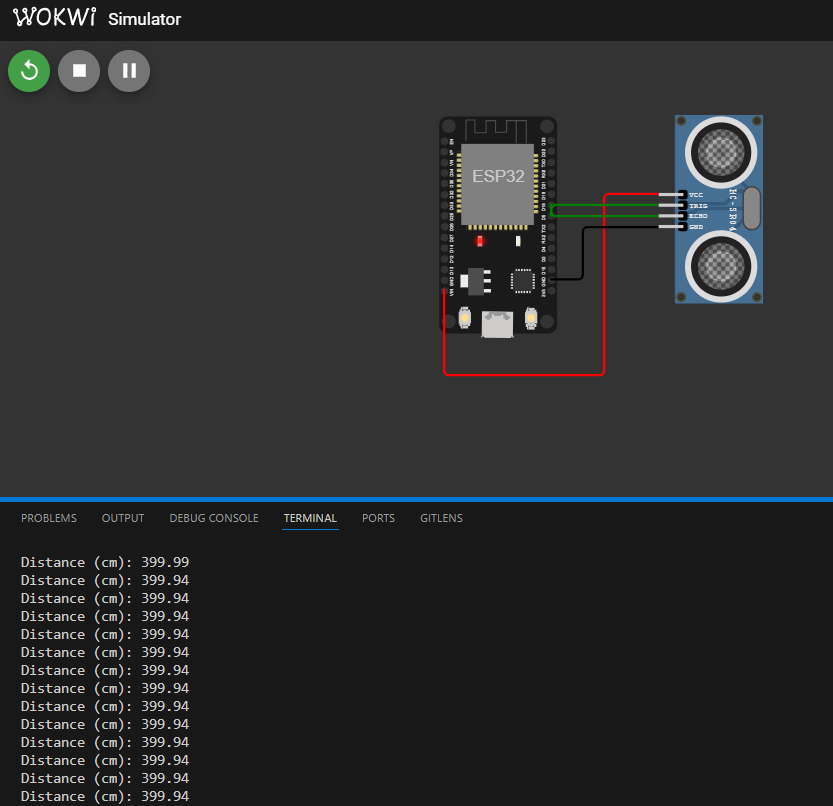 WOKWi Simulator
ESP32
VCC
TRIG
ECHO
GND
HC-SR04
PROBLEMS OUTPUT DEBUG CONSOLE TERMINAL PORTS GITLENS
Distance (cm): 399.99
Distance (cm): 399.94
Distance (cm): 399.94
Distance (cm): 399.94
Distance (cm): 399.94
Distance (cm): 399.94
Distance (cm): 399.94
Distance (cm): 399.94
Distance (cm): 399.94
Distance (cm): 399.94
Distance (cm): 399.94
Distance (cm): 399.94
Distance (cm): 399.94
Distance (cm): 399.94